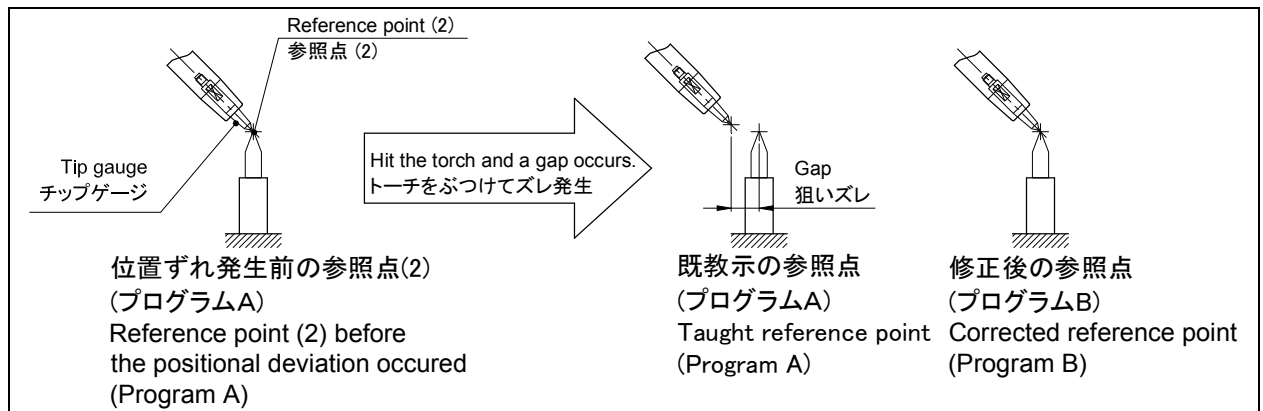 Reference point (2)
参照点 (2)
Tip gauge
チップゲージ
Hit the torch and a gap occurs.
トーチをぶつけてズレ発生
Gap
狙いズレ
位置ずれ発生前の参照点(2)
(プログラムA)
Reference point (2) before
the positional deviation occured
(Program A)
既教示の参照点
(プログラムA)
Taught reference point
(Program A)
修正後の参照点
(プログラムB)
Corrected reference point
(Program B)